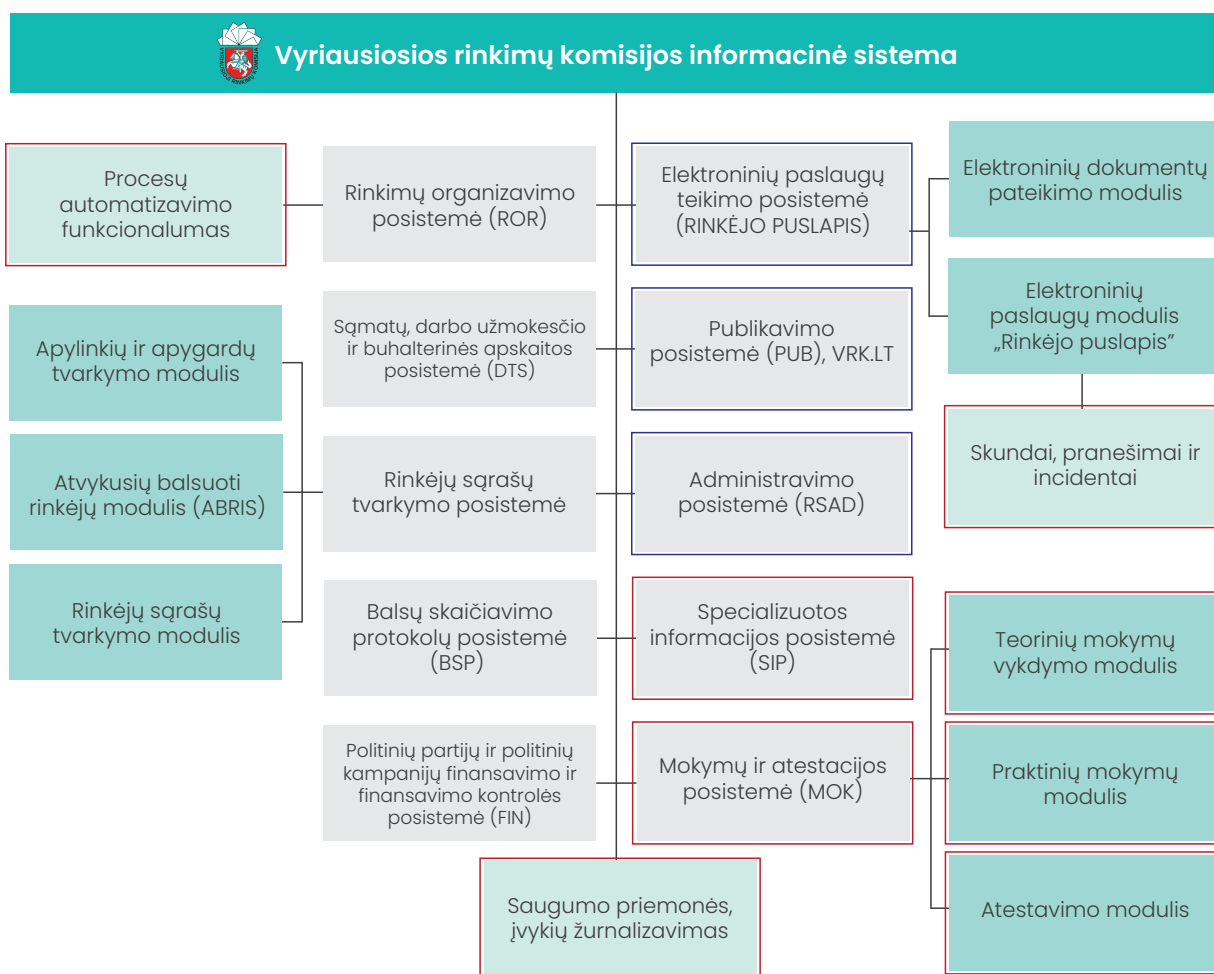 Vyriausiosios rinkimų komisijos informacinė sistema
Procesų
automatizavimo
funkcionalumas
Rinkimų organizavimo
posistemė (ROR)
Elektroninių paslaugų
teikimo posistemė
(RINKĖJO PUSLAPIS)
Elektroninių dokumentų
pateikimo modulis
Elektroninių
paslaugų modulis
„Rinkėjo puslapis”
Skundai, pranešimai ir
incidentai
Apylinkių ir apygardų
tvarkymo modulis
Sąmatų, darbo užmokesčio
ir buhalterinės apskaitos
posistemė (DTS)
Publikavimo
posistemė (PUB), VRK.LT
Atvykusių balsuoti
rinkėjų modulis (ABRIS)
Rinkėjų sąrašų
tvarkymo posistemė
Administravimo
posistemė (RSAD)
Rinkėjų sąrašų
tvarkymo modulis
Balsų skaičiavimo
protokolų posistemė
(BSP)
Specializuotos
informacijos posistemė
(SIP)
Teorinių mokymų
vykdymo modulis
Politinių partijų ir politinių
kampanijų finansavimo ir
finansavimo kontrolės
posistemė (FIN)
Mokymų ir atestacijos
posistemė (MOK)
Praktinių mokymų
modulis
Saugumo priemonės,
įvykių žurnalizavimas
Atestavimo modulis